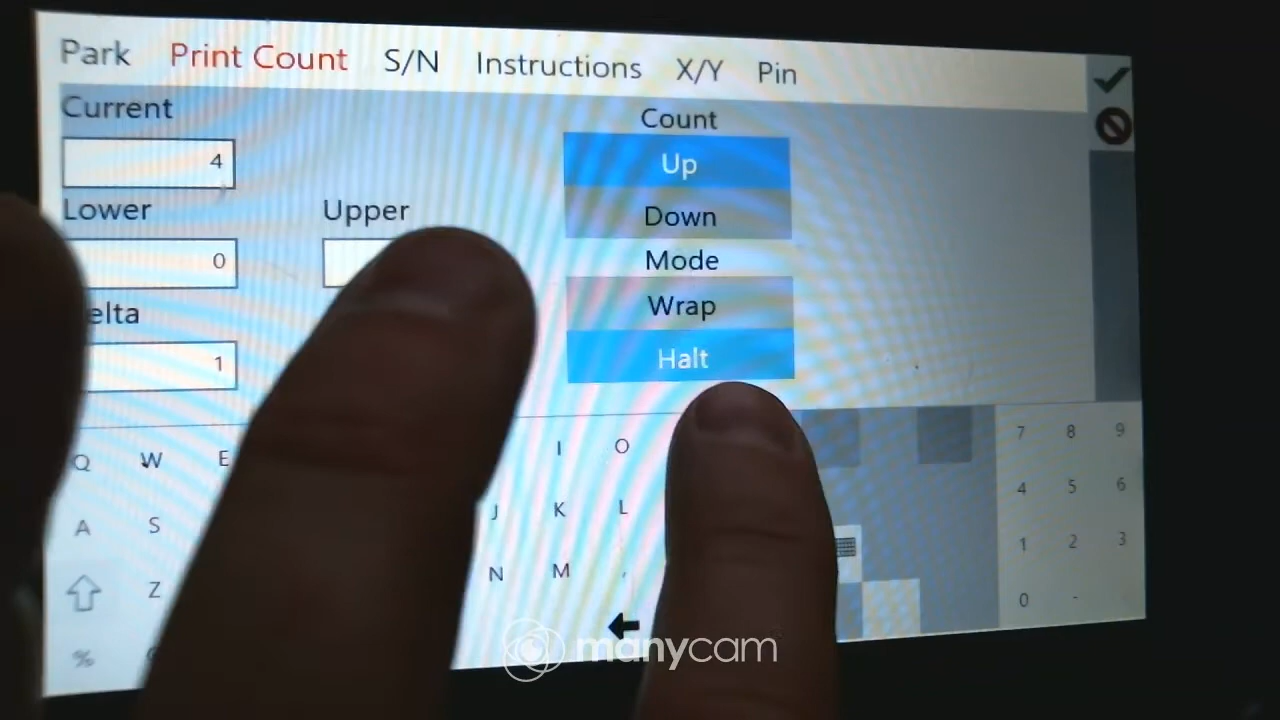 Park Print Count S/N Instructions X/Y Pin
Current
4
Count
Up
Lower Upper
Down
0
Mode
Wrap
elta
1
Halt
Q W E I O 7 8 9
A S J K L 4 5 6
Z N M , 1 2 3
0 -
%
manycam